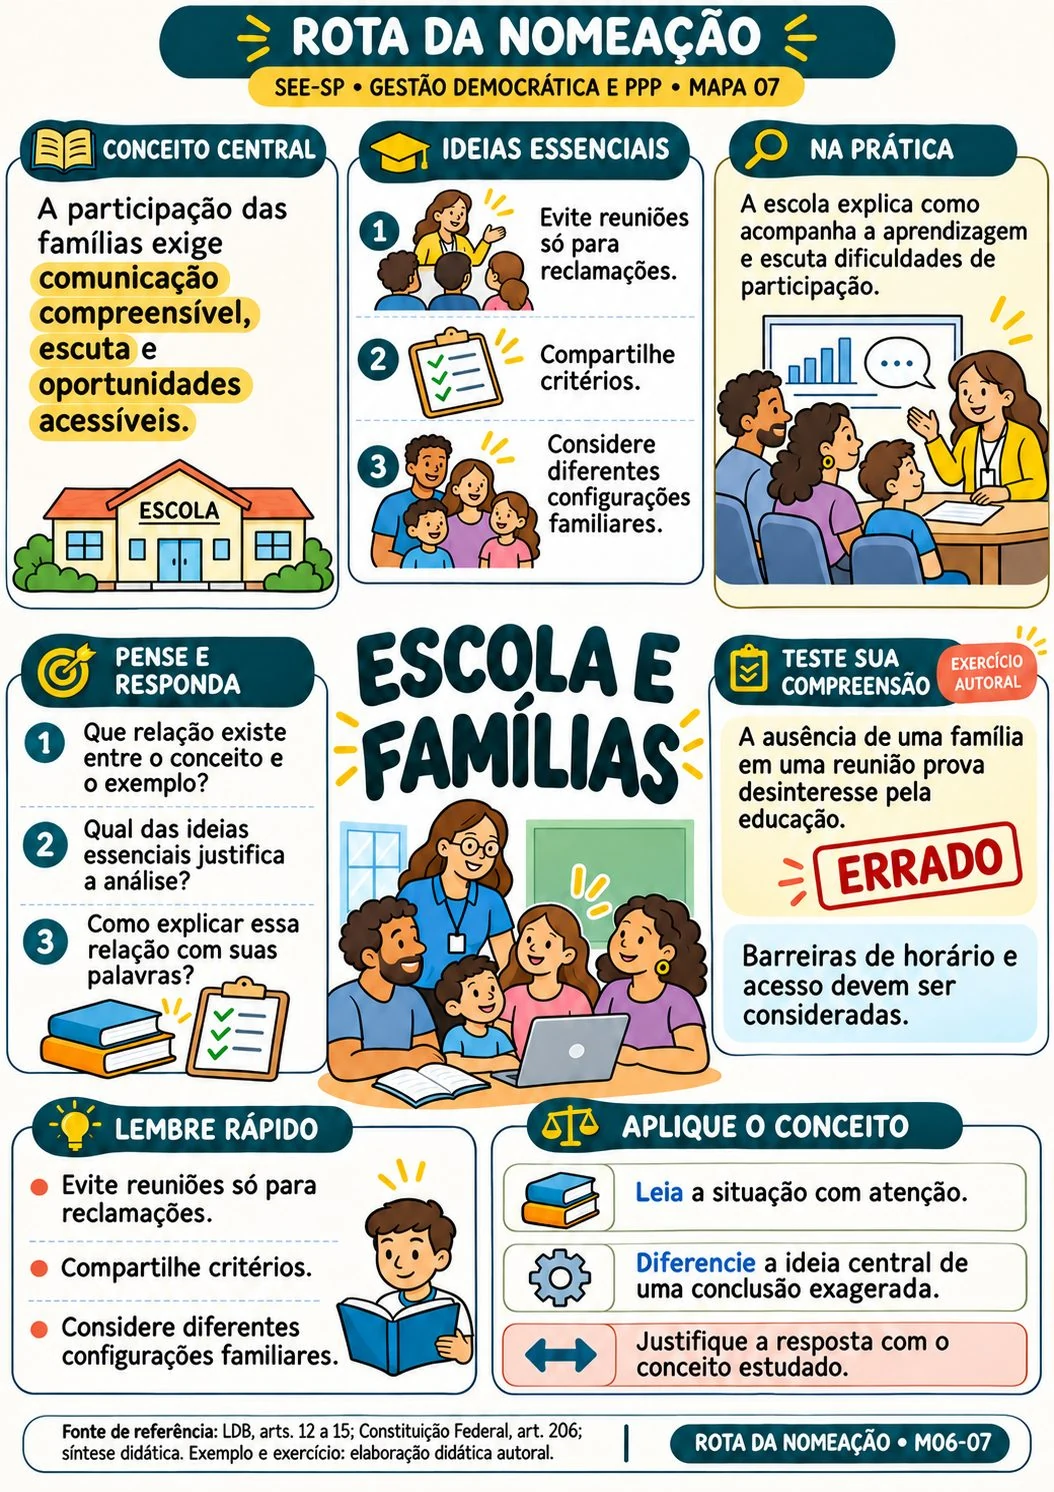 ROTA DA NOMEAÇÃO
SEE-SP • GESTÃO DEMOCRÁTICA E PPP • MAPA 07
CONCEITO CENTRAL
A participação das
famílias exige
comunicação
compreensível,
escuta e
oportunidades
acessíveis.
ESCOLA
IDEIAS ESSENCIAIS
1
Evite reuniões
só para
reclamações.
2
Compartilhe
critérios.
3
Considere
diferentes
configurações
familiares.
NA PRÁTICA
A escola explica como
acompanha a aprendizagem
e escuta dificuldades de
participação.
PENSE E
RESPONDA
1
Que relação existe
entre o conceito e
o exemplo?
2
Qual das ideias
essenciais justifica
a análise?
3
Como explicar essa
relação com suas
palavras?
ESCOLA E
FAMÍLIAS
TESTE SUA
COMPREENSÃO
EXERCÍCIO
AUTORAL
A ausência de uma família
em uma reunião prova
desinteresse pela
educação.
ERRADO
Barreiras de horário e
acesso devem ser
consideradas.
LEMBRE RÁPIDO
Evite reuniões só para
reclamações.
Compartilhe critérios.
Considere diferentes
configurações familiares.
APLIQUE O CONCEITO
Leia a situação com atenção.
Diferencie a ideia central de
uma conclusão exagerada.
Justifique a resposta com o
conceito estudado.
Fonte de referência: LDB, arts. 12 a 15; Constituição Federal, art. 206;
síntese didática. Exemplo e exercício: elaboração didática autoral.
ROTA DA NOMEAÇÃO • M06-07